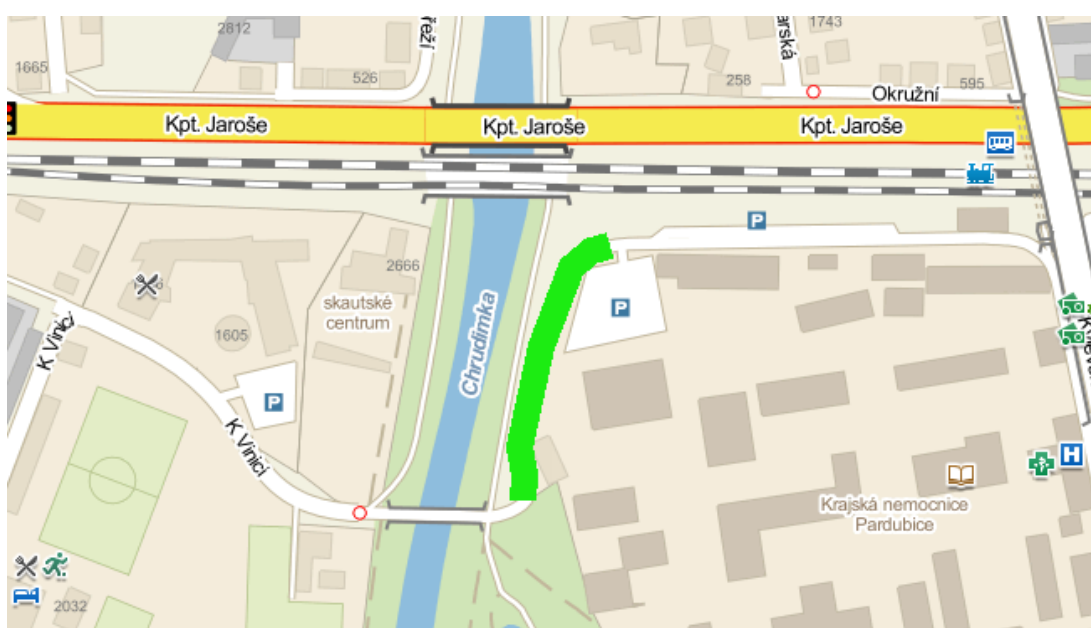 1743
2812
1665
526
258
595
Okružní
Kpt. Jaroše
Kpt. Jaroše
Kpt. Jaroše
P
2666
skautské
centrum
P
1605
K Vinici
Chrudimka
P
K Vinici
H
Krajská nemocnice
Pardubice
2032